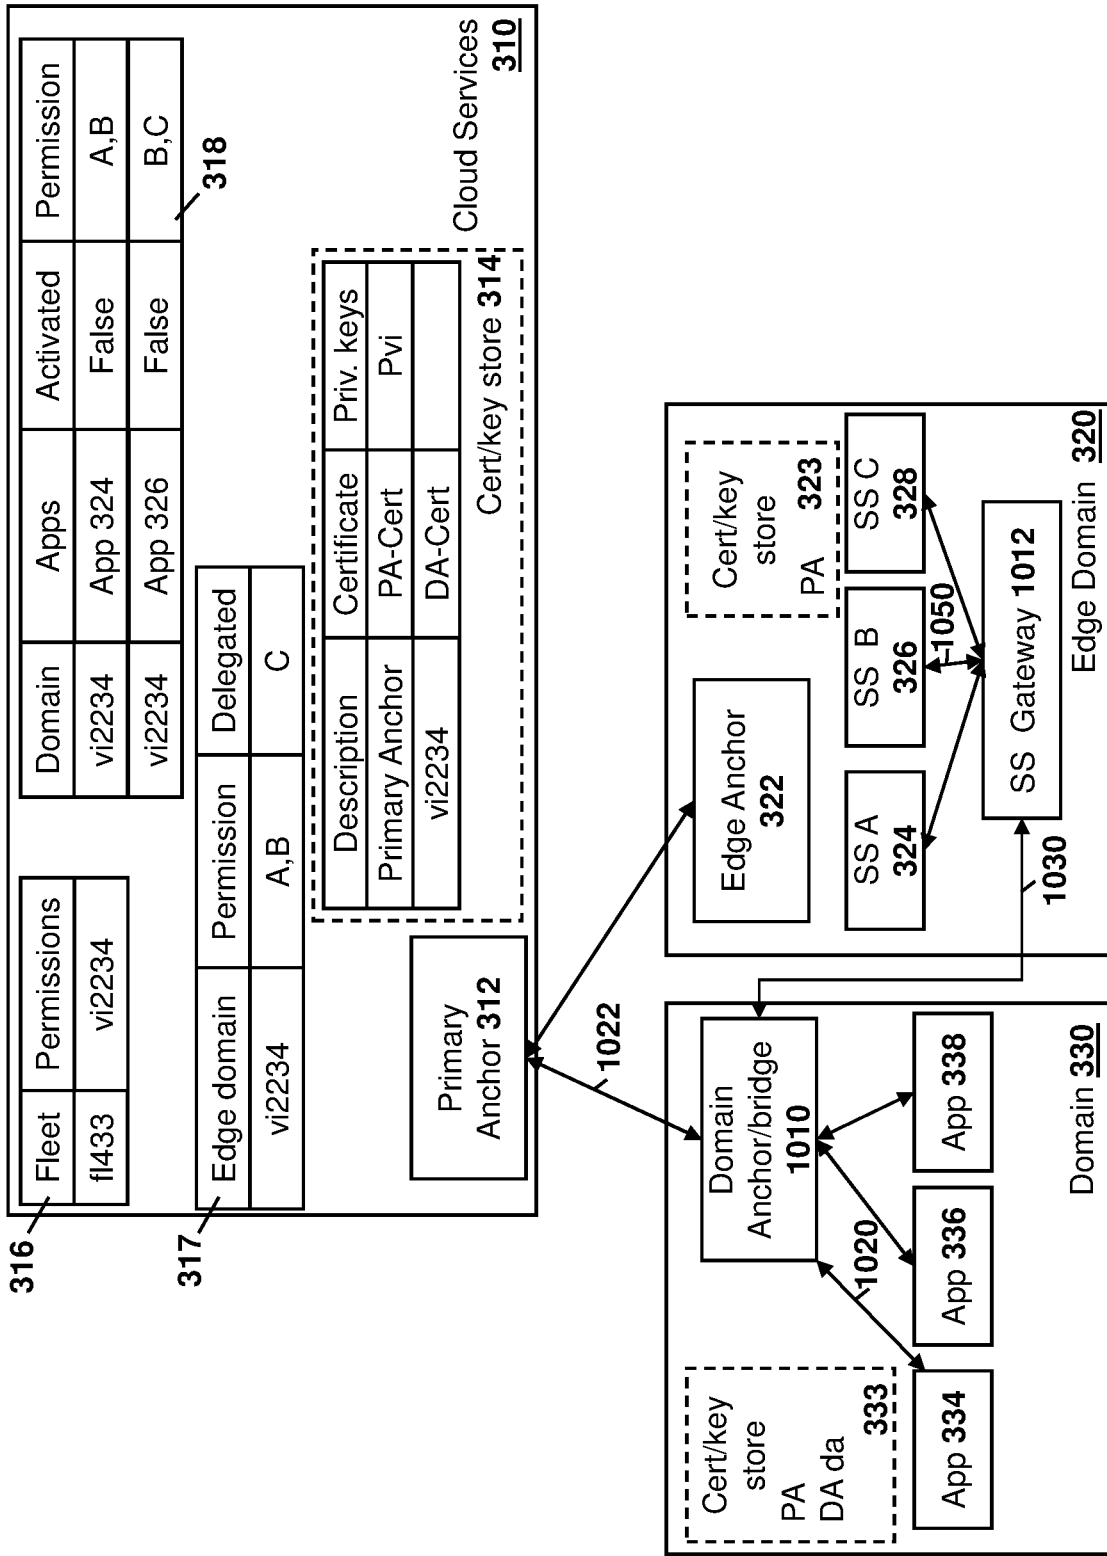 316
Fleet Permissions
fl433 vi2234
Domain Apps Activated Permission
vi2234 App 324 False A,B
vi2234 App 326 False B,C
318
317
Edge domain Permission Delegated
vi2234 A,B C
Description Certificate Priv. keys
Primary Anchor PA-Cert Pvi
vi2234 DA-Cert
Cert/key store 314
Primary
Anchor 312
Cloud Services
310
1022
Cert/key
store
PA
DA da
333
Domain
Anchor/bridge
1010
1020
App 334
App 336
App 338
Domain 330
1030
Edge Anchor
322
Cert/key
store
PA 323
SS A
324
SS B
326
SS C
328
1050
SS Gateway 1012
Edge Domain 320